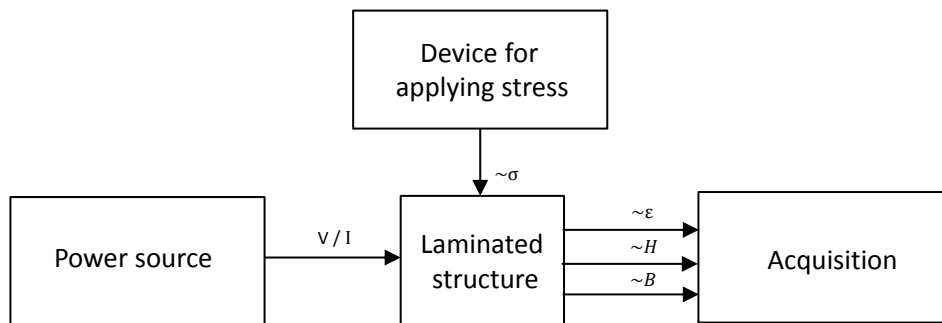 Device for
applying stress
~σ
Power source
V / I
Laminated
structure
~ε
~H
~B
Acquisition